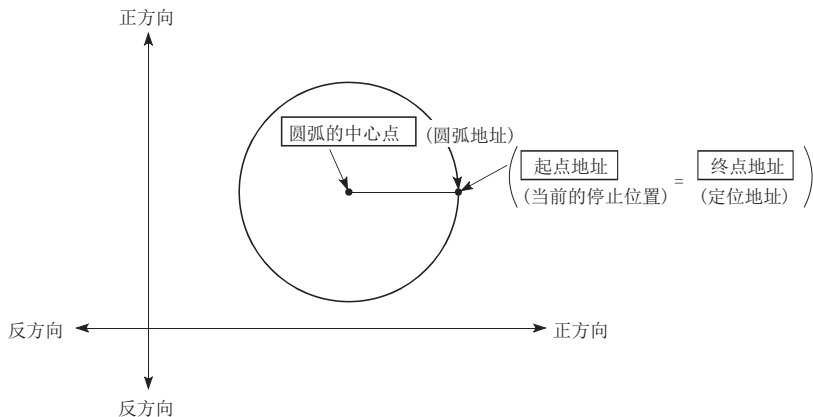 正方向
圆弧的中心点 (圆弧地址)
(起点地址 = 终点地址)
(当前的停止位置) (定位地址)
反方向 正方向
反方向